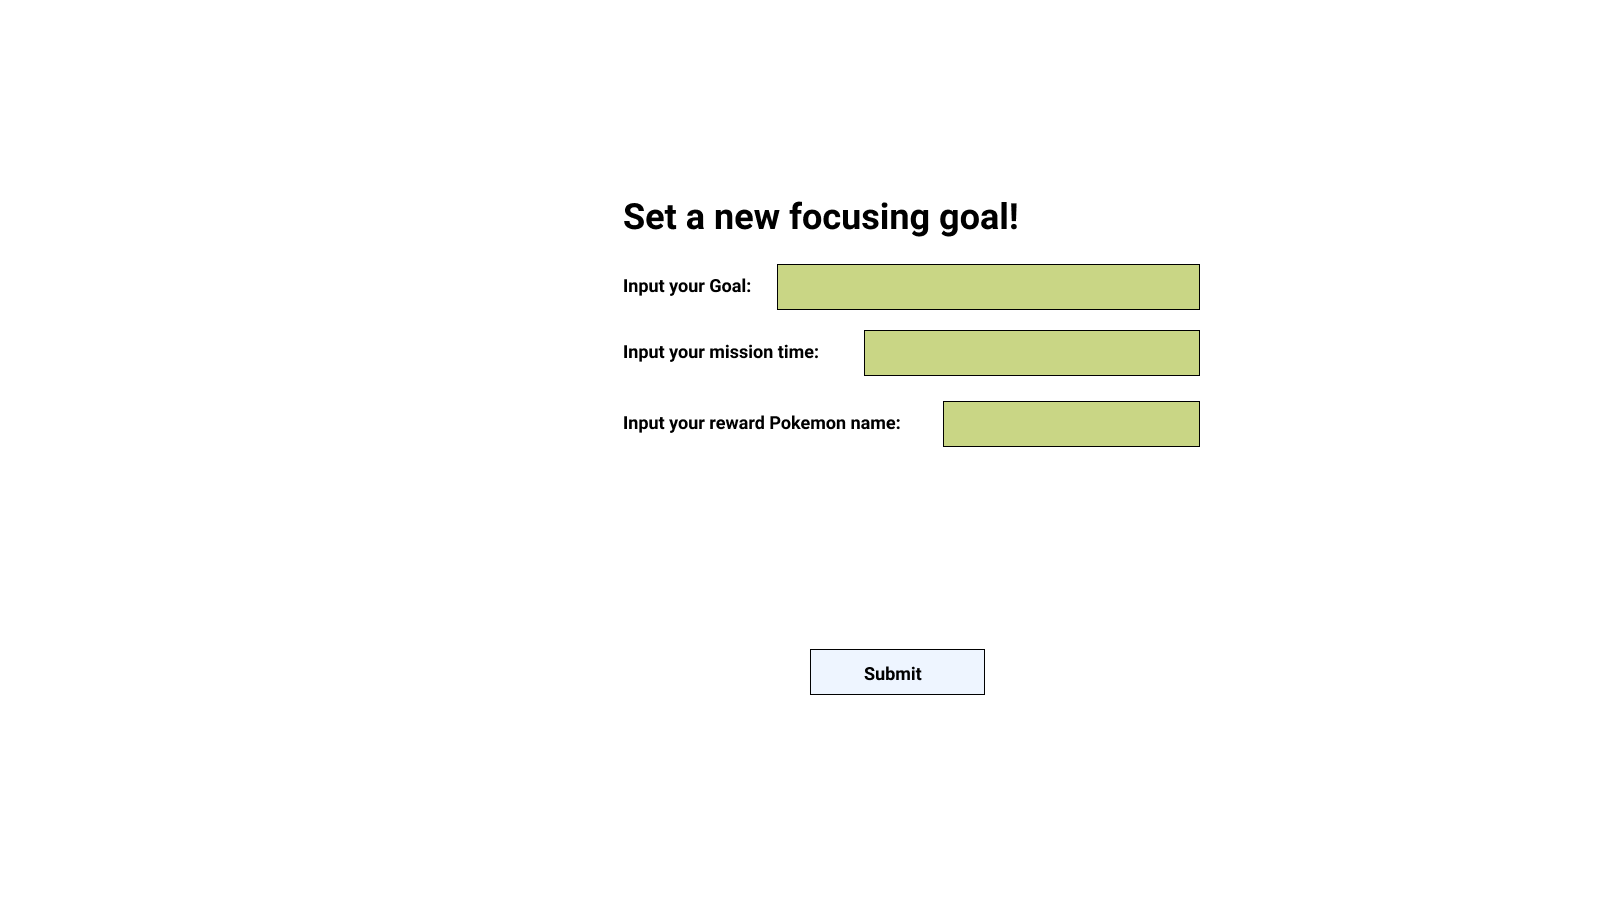 Set a new focusing goal!
Input your Goal:
Input your mission time:
Input your reward Pokemon name:
Submit